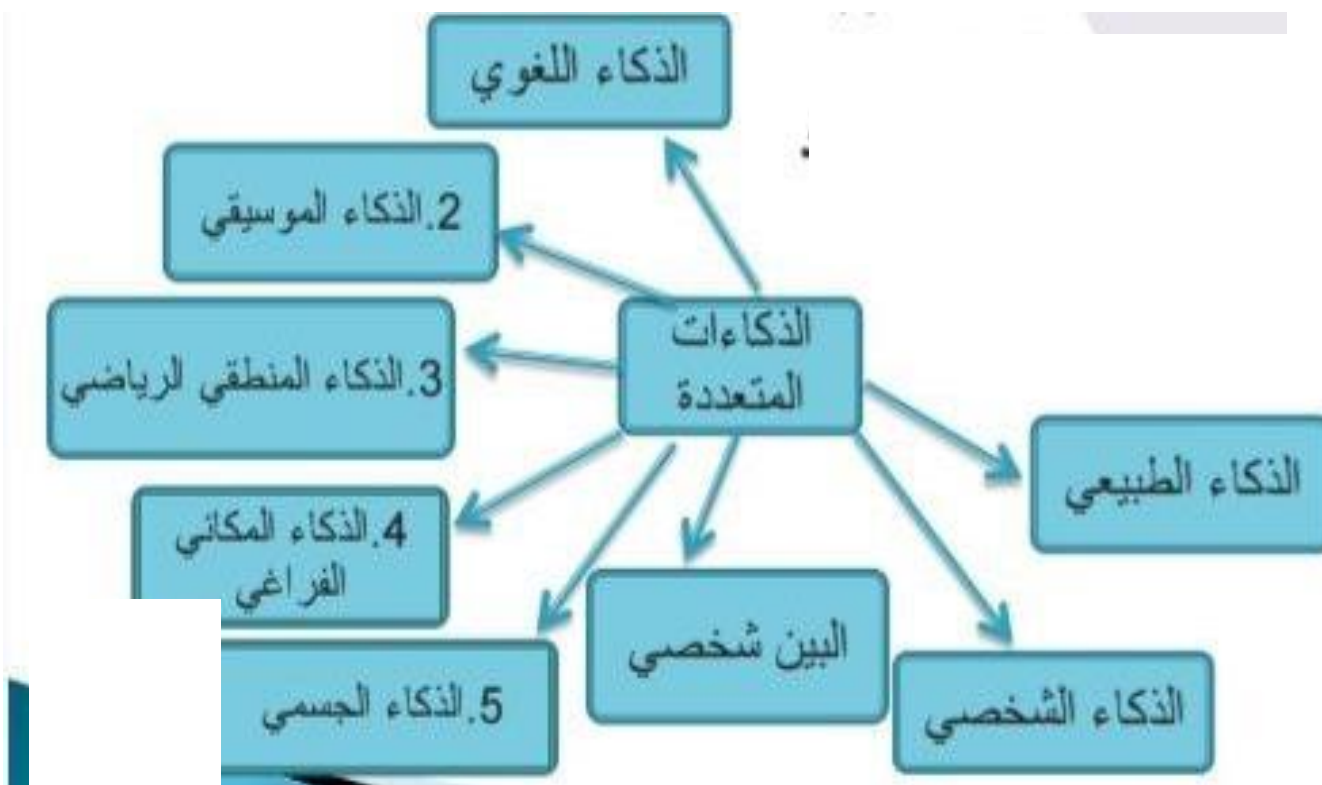 الذكاء اللغوي
2.الذكاء الموسيقي
3.الذكاء المنطقي الرياضي
4.الذكاء المكاني
الفراغي
5.الذكاء الجسمي
البين شخصي
الذكاء الشخصي
الذكاء الطبيعي
الذكاءات
المتعددة